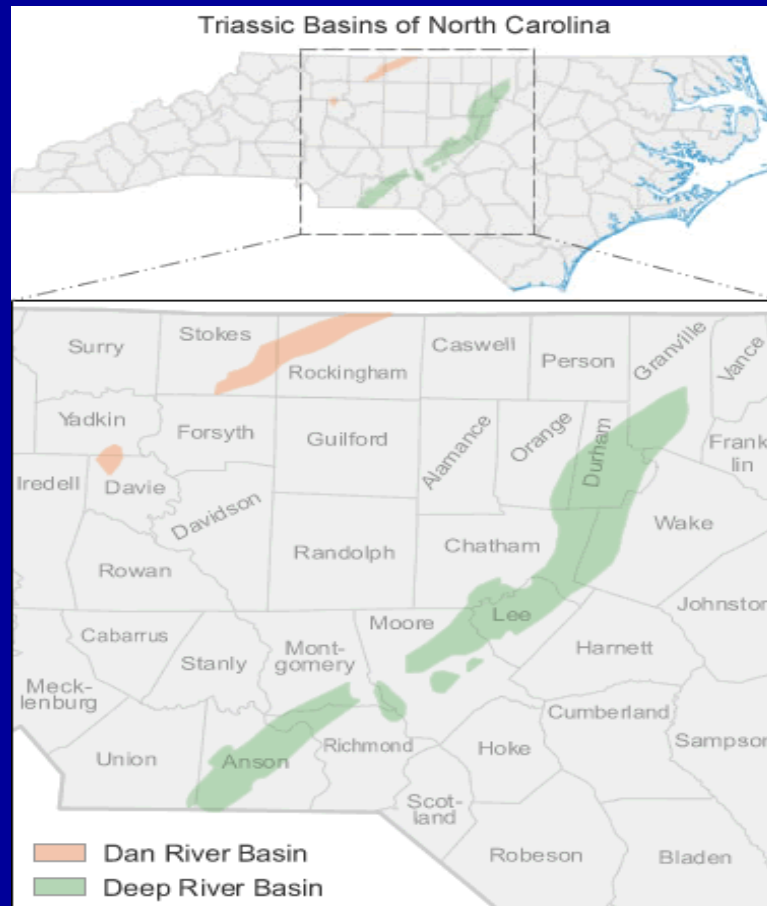 Triassic Basins of North Carolina
Surry
Stokes
Rockingham
Caswell
Person
Granville
Vance
Yadkin
Forsyth
Guilford
Alamance
Orange
Durham
Frank
lin
Iredell
Davie
Davidson
Randolph
Chatham
Wake
Rowan
Johnston
Cabarrus
Stanly
Mont-
gomery
Moore
Lee
Harnett
Meck-
lenburg
Union
Anson
Richmond
Hoke
Cumberland
Sampson
Scot-
land
Robeson
Bladen
Dan River Basin
Deep River Basin